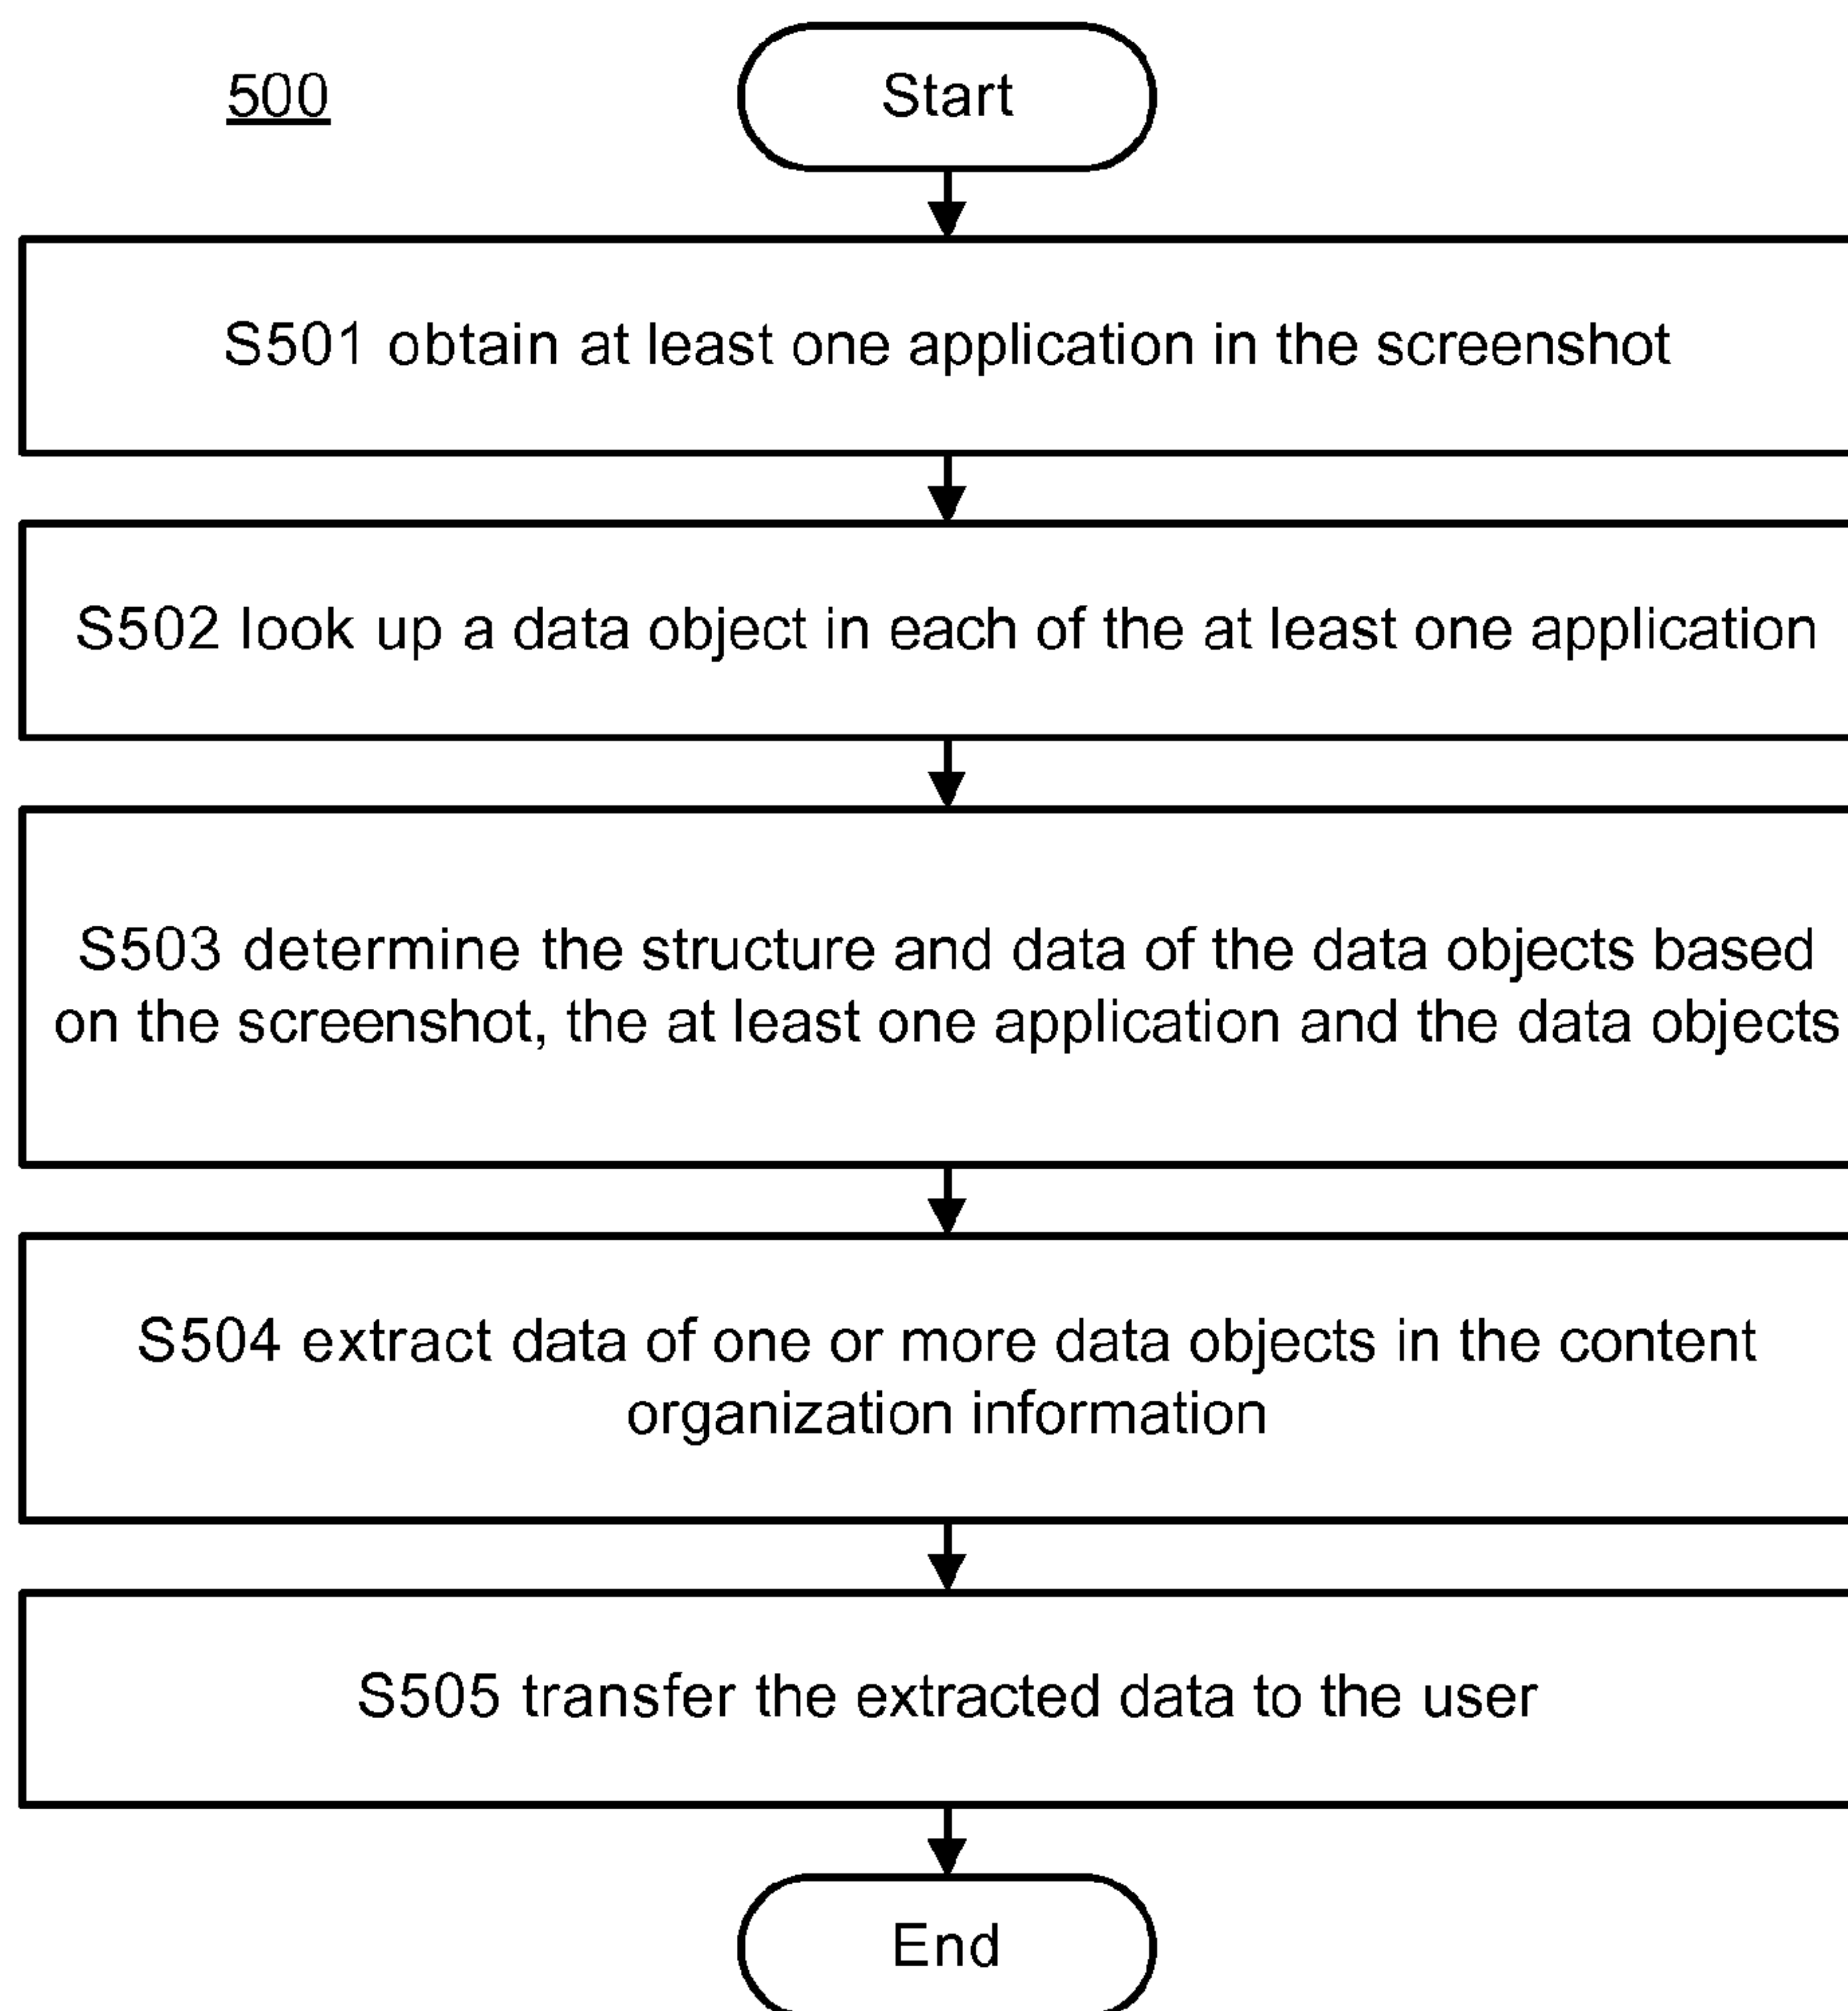 500
Start
S501 obtain at least one application in the screenshot
S502 look up a data object in each of the at least one application
S503 determine the structure and data of the data objects based
on the screenshot, the at least one application and the data objects
S504 extract data of one or more data objects in the content
organization information
S505 transfer the extracted data to the user
End